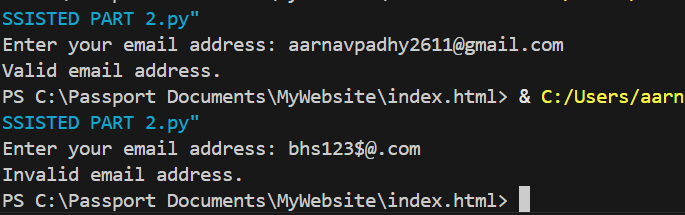 SSISTED PART 2.py"
Enter your email address: aarnavpadhy2611@gmail.com
Valid email address.
PS C:\Passport Documents\MyWebsite\index.html> & C:/Users/aarn
SSISTED PART 2.py"
Enter your email address: bhs123$@.com
Invalid email address.
PS C:\Passport Documents\MyWebsite\index.html>